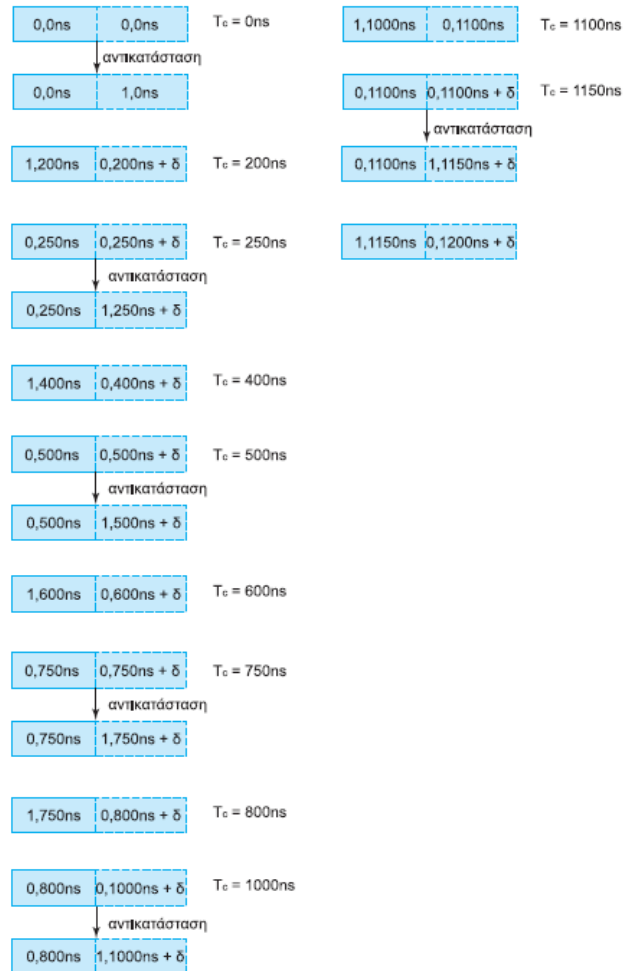 0,0ns 0,0ns Tc = 0ns
αντικατάσταση
0,0ns 1,0ns
1,200ns 0,200ns + δ Tc = 200ns
0,250ns 0,250ns + δ Tc = 250ns
αντικατάσταση
0,250ns 1,250ns + δ
1,400ns 0,400ns + δ Tc = 400ns
0,500ns 0,500ns + δ Tc = 500ns
αντικατάσταση
0,500ns 1,500ns + δ
1,600ns 0,600ns + δ Tc = 600ns
0,750ns 0,750ns + δ Tc = 750ns
αντικατάσταση
0,750ns 1,750ns + δ
1,750ns 0,800ns + δ Tc = 800ns
0,800ns 0,1000ns + δ Tc = 1000ns
αντικατάσταση
0,800ns 1,1000ns + δ
1,1000ns 0,1100ns Tc = 1100ns
0,1100ns 0,1100ns + δ Tc = 1150ns
αντικατάσταση
0,1100ns 1,1150ns + δ
1,1150ns 0,1200ns + δ